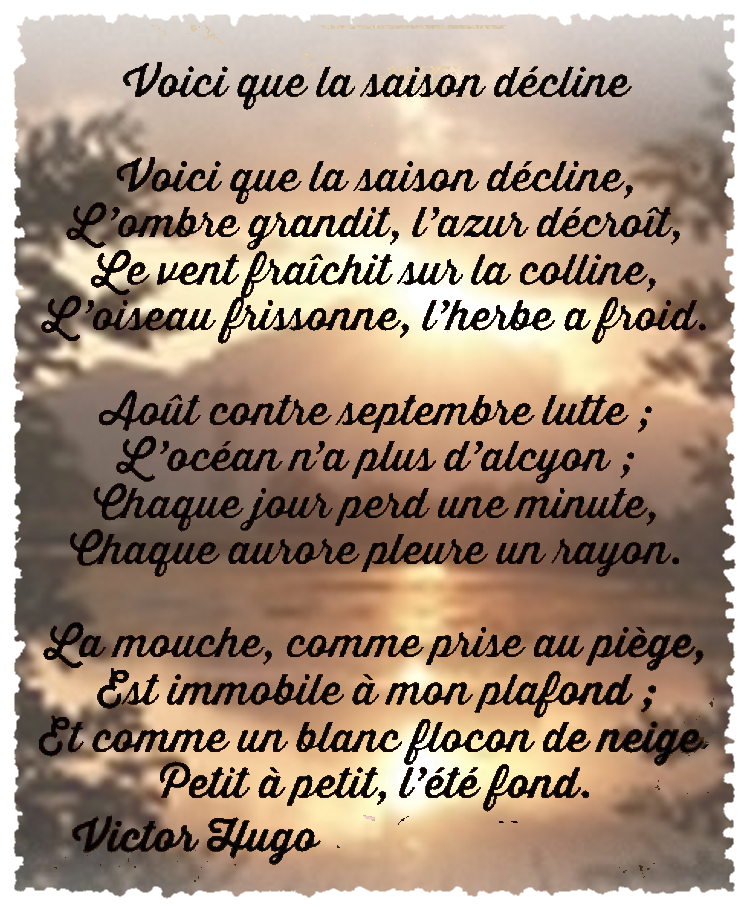 Voici que la saison décline
Voici que la saison décline,
L'ombre grandit, l'azur décroît,
Le vent fraîchit sur la colline,
L'oiseau frissonne, l'herbe a froid.
Août contre septembre lutte ;
L'océan n'a plus d'alcyon ;
Chaque jour perd une minute,
Chaque aurore pleure un rayon.
La mouche, comme prise au piège,
Est immobile à mon plafond ;
Et comme un blanc flocon de neige
Petit à petit, l'été fond.
Victor Hugo